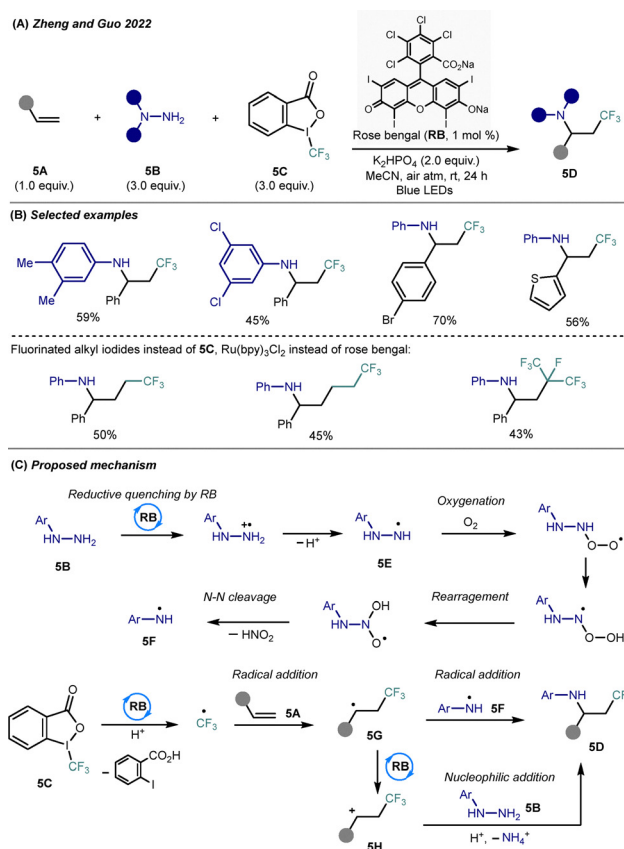 (A) Zheng and Guo 2022
Cl
Cl Cl
Cl CO₂Na
I I
O O ONa
I I
N-NH₂
O
O
I
CF₃
N CF₃
+ +
5A 5B 5C 5D
(1.0 equiv.) (3.0 equiv.) (3.0 equiv.)
Rose bengal (RB, 1 mol %)
K₂HPO₄ (2.0 equiv.)
MeCN, air atm, rt, 24 h
Blue LEDs
(B) Selected examples
Me NH CF₃
Me Ph
59%
Cl NH CF₃
Cl Ph
45%
Ph NH CF₃
Br
70%
Ph NH CF₃
S
56%
Fluorinated alkyl iodides instead of 5C, Ru(bpy)₃Cl₂ instead of rose bengal:
Ph NH CF₃
Ph
50%
Ph NH CF₃
Ph
45%
Ph NH F₃C F CF₃
Ph
43%
(C) Proposed mechanism
Reductive quenching by RB Oxygenation
Ar HN-NH₂ RB Ar HN-NH₂ +• – H⁺ Ar HN-NH • O₂ Ar HN-NH O-O•
5B 5E
N-N cleavage Rearragement
Ar-NH • – HNO₂ Ar HN-N OH O• Ar HN-N • O-OH
5F
Radical addition Radical addition
O O I CF₃ RB H⁺ • CF₃ 5A • CF₃ Ar-NH • 5F Ar NH CF
– CO₂H I 5G 5D
5C
RB Nucleophilic addition
+ CF₃ Ar HN-NH₂ 5B
5H H⁺, – NH₄⁺